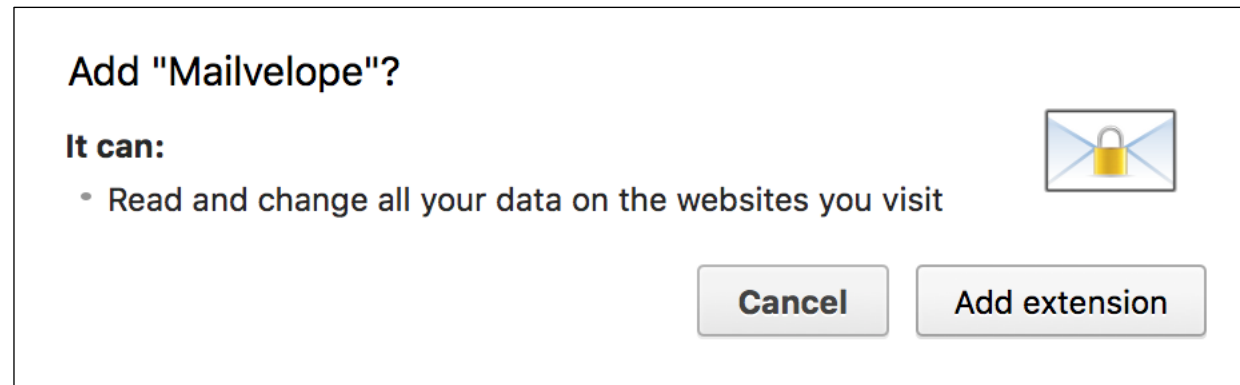 Add "Mailvelope"?
It can:
• Read and change all your data on the websites you visit
Cancel
Add extension